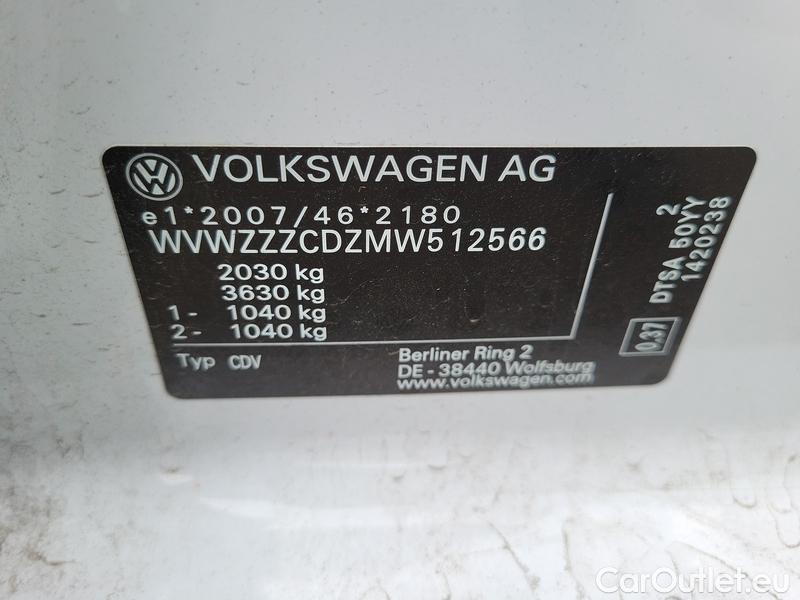 VOLKSWAGEN AG
e1*2007/46*2180
WVWZZZCDZMW512566
2030 kg
3630 kg
1- 1040 kg
2- 1040 kg
Typ CDV
Berliner Ring 2
DE - 38440 Wolfsburg
www.volkswagen.com
2
DTSA 50YY
1420238
0.37
CarOutlet.eu